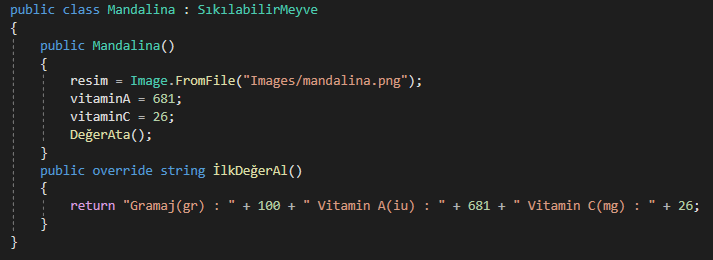 public class Mandalina : SıkılabilirMeyve
{
public Mandalina()
{
resim = Image.FromFile("Images/mandalina.png");
vitaminA = 681;
vitaminC = 26;
DeğerAta();
}
public override string İlkDeğerAl()
{
return "Gramaj(gr) : " + 100 + " Vitamin A(iu) : " + 681 + " Vitamin C(mg) : " + 26;
}
}